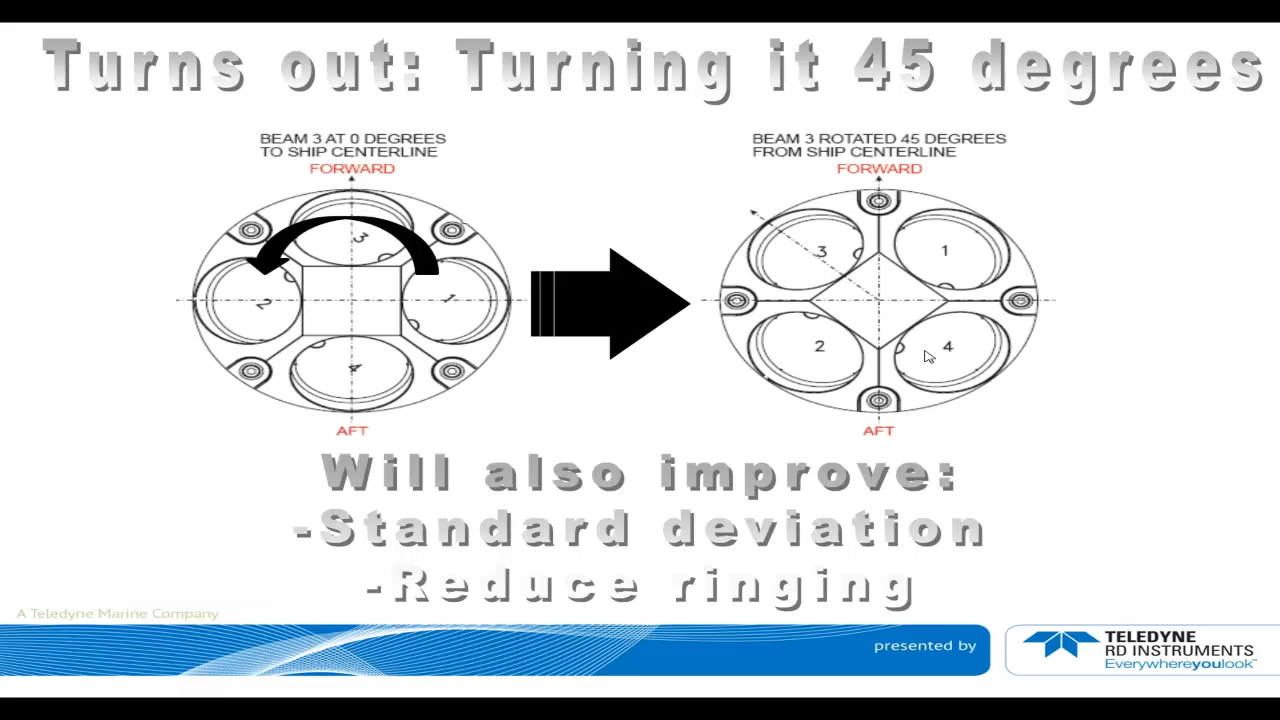 Turns out: Turning it 45 degrees
BEAM 3 AT 0 DEGREES
TO SHIP CENTERLINE
FORWARD
3
2
1
4
AFT
BEAM 3 ROTATED 45 DEGREES
FROM SHIP CENTERLINE
FORWARD
3
1
2
4
AFT
Will also improve:
-Standard deviation
-Reduce ringing
A Teledyne Marine Company
presented by
TELEDYNE
RD INSTRUMENTS
Everywhereyoulook™